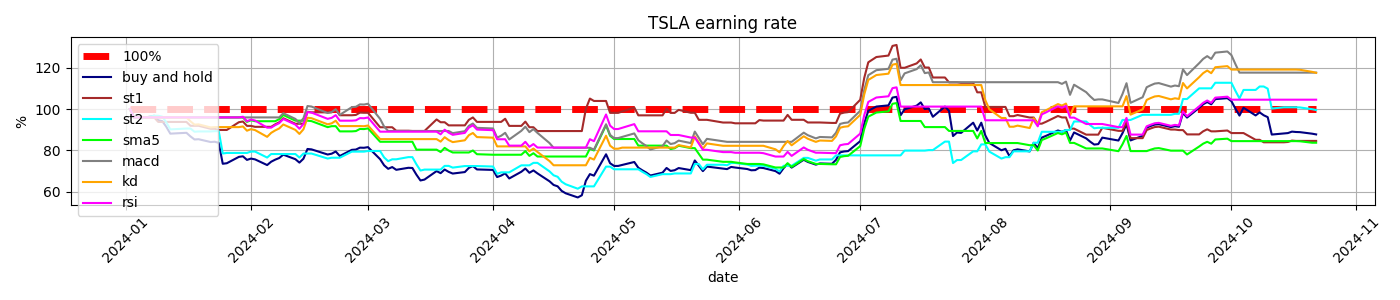 TSLA earning rate
%
120
100
80
60
100%
buy and hold
st1
st2
sma5
macd
kd
rsi
2024-01
2024-02
2024-03
2024-04
2024-05
2024-06
2024-07
2024-08
2024-09
2024-10
2024-11
date